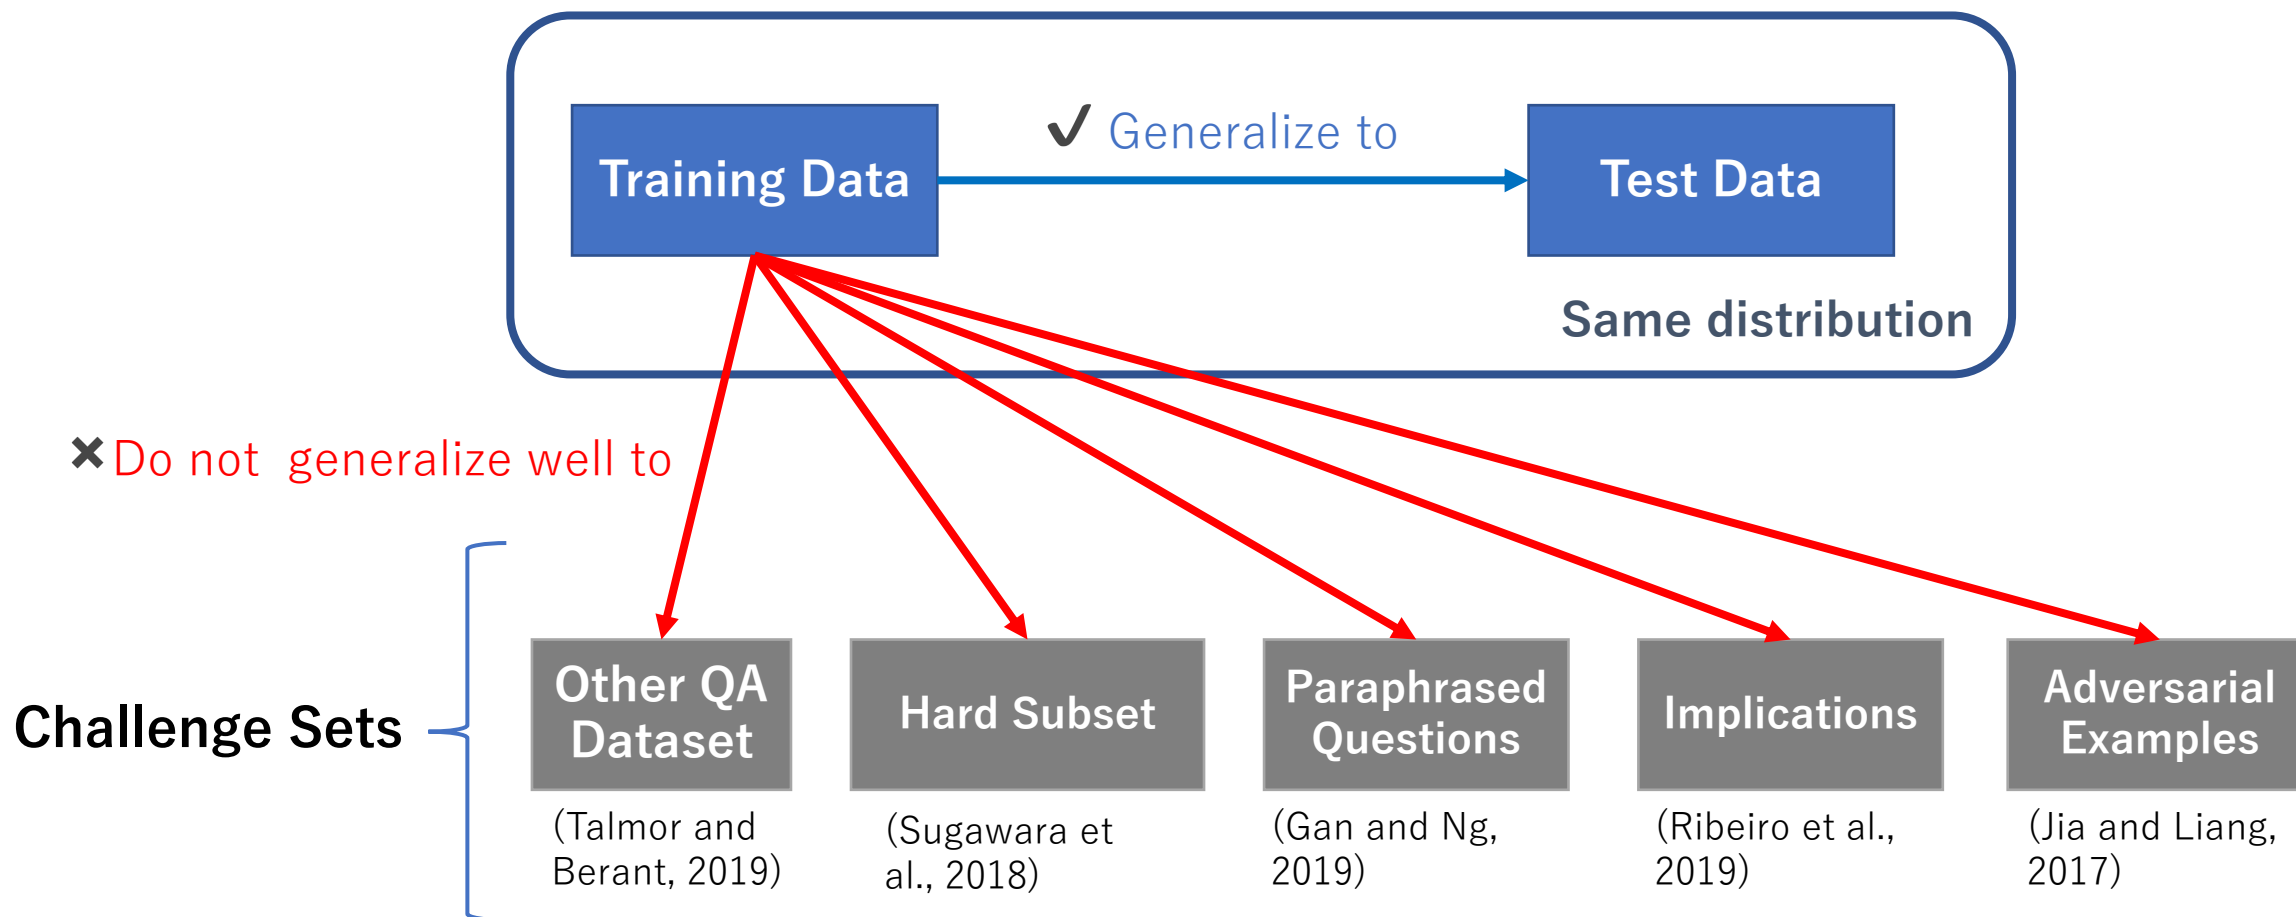 ✔ Generalize to
Training Data
Test Data
Same distribution
✖ Do not generalize well to
Challenge Sets
Other QA
Dataset
Hard Subset
Paraphrased
Questions
Implications
Adversarial
Examples
(Talmor and
Berant, 2019)
(Sugawara et
al., 2018)
(Gan and Ng,
2019)
(Ribeiro et al.,
2019)
(Jia and Liang,
2017)